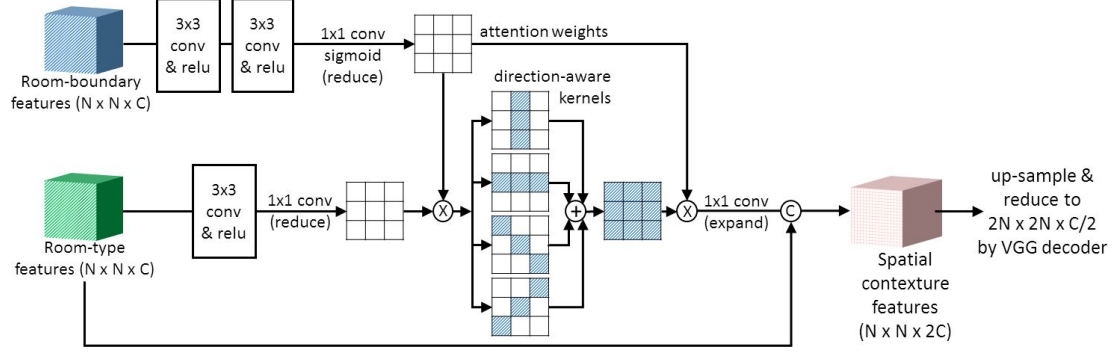 Room-boundary
features (N x N x C)
3x3
conv
& relu
3x3
conv
& relu
1x1 conv
sigmoid
(reduce)
attention weights
direction-aware
kernels
Room-type
features (N x N x C)
3x3
conv
& relu
1x1 conv
(reduce)
X
+
X
1x1 conv
(expand)
C
Spatial
contexture
features
(N x N x 2C)
up-sample &
reduce to
2N x 2N x C/2
by VGG decoder